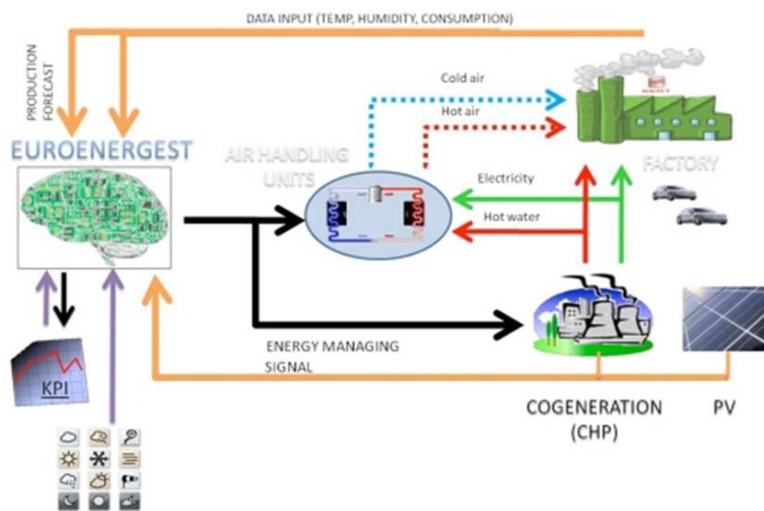 DATA INPUT (TEMP, HUMIDITY, CONSUMPTION)
PRODUCTION
FORECAST
EUROENERGEST
Cold air
Hot air
AIR HANDLING
UNITS
FACTORY
Electricity
Hot water
ENERGY MANAGING
SIGNAL
KPI
COGENERATION
(CHP)
PV